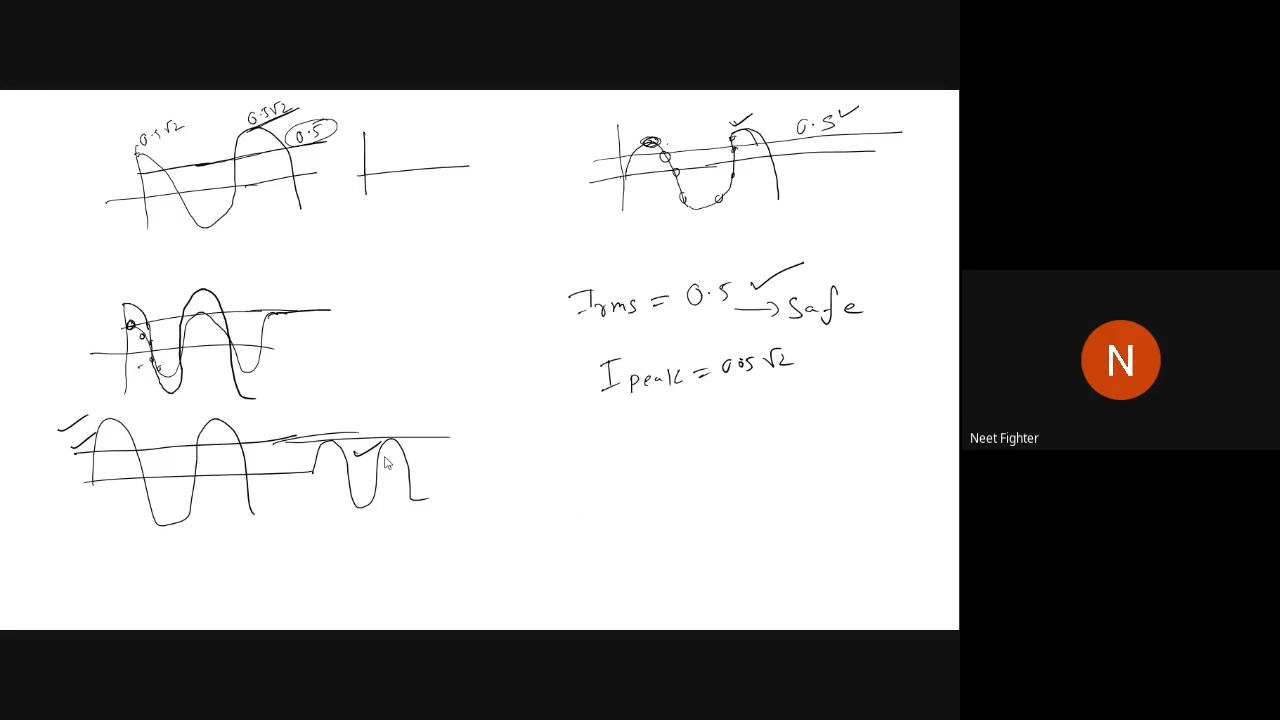 0.5√2
0.5√2
0.5
0.5
Irms = 0.5 → Safe
Ipeak = 0.5 √2
N
Neet Fighter